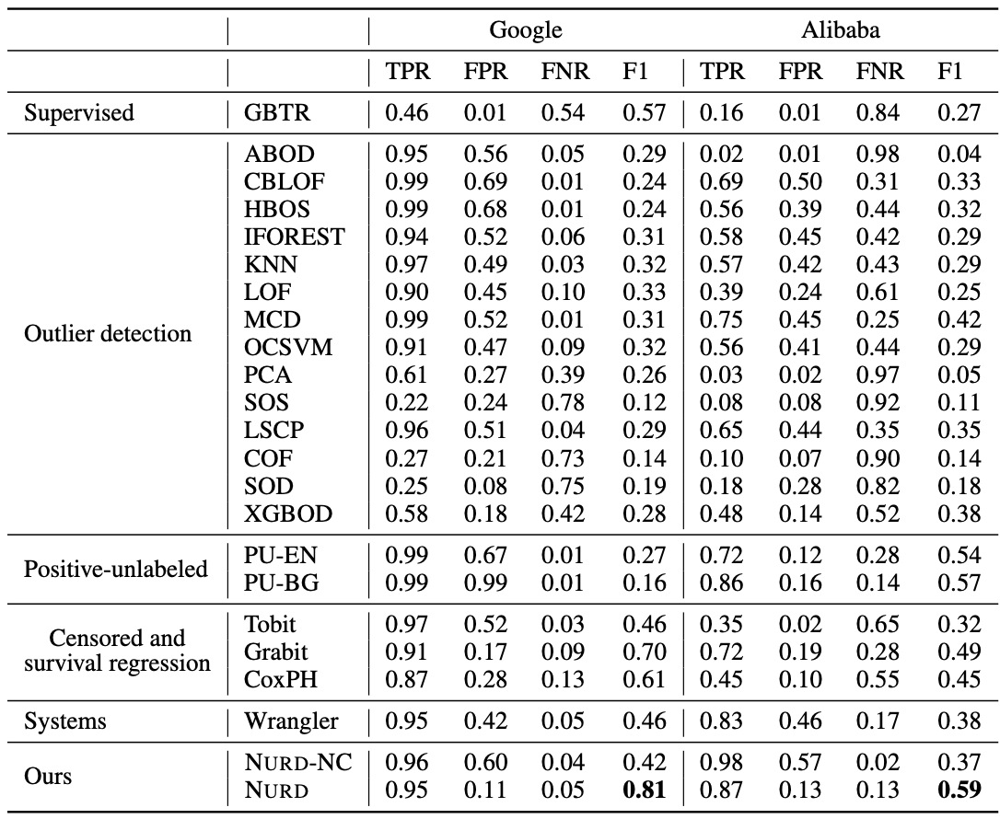 Google Alibaba
TPR FPR FNR F1 TPR FPR FNR F1
Supervised GBTR 0.46 0.01 0.54 0.57 0.16 0.01 0.84 0.27
Outlier detection
ABOD 0.95 0.56 0.05 0.29 0.02 0.01 0.98 0.04
CBLOF 0.99 0.69 0.01 0.24 0.69 0.50 0.31 0.33
HBOS 0.99 0.68 0.01 0.24 0.56 0.39 0.44 0.32
IFOREST 0.94 0.52 0.06 0.31 0.58 0.45 0.42 0.29
KNN 0.97 0.49 0.03 0.32 0.57 0.42 0.43 0.29
LOF 0.90 0.45 0.10 0.33 0.39 0.24 0.61 0.25
MCD 0.99 0.52 0.01 0.31 0.75 0.45 0.25 0.42
OCSVM 0.91 0.47 0.09 0.32 0.56 0.41 0.44 0.29
PCA 0.61 0.27 0.39 0.26 0.03 0.02 0.97 0.05
SOS 0.22 0.24 0.78 0.12 0.08 0.08 0.92 0.11
LSCP 0.96 0.51 0.04 0.29 0.65 0.44 0.35 0.35
COF 0.27 0.21 0.73 0.14 0.10 0.07 0.90 0.14
SOD 0.25 0.08 0.75 0.19 0.18 0.28 0.82 0.18
XGBOD 0.58 0.18 0.42 0.28 0.48 0.14 0.52 0.38
Positive-unlabeled
PU-EN 0.99 0.67 0.01 0.27 0.72 0.12 0.28 0.54
PU-BG 0.99 0.99 0.01 0.16 0.86 0.16 0.14 0.57
Censored and
survival regression
Tobit 0.97 0.52 0.03 0.46 0.35 0.02 0.65 0.32
Grabit 0.91 0.17 0.09 0.70 0.72 0.19 0.28 0.49
CoxPH 0.87 0.28 0.13 0.61 0.45 0.10 0.55 0.45
Systems Wrangler 0.95 0.42 0.05 0.46 0.83 0.46 0.17 0.38
Ours
NURD-NC 0.96 0.60 0.04 0.42 0.98 0.57 0.02 0.37
NURD 0.95 0.11 0.05 0.81 0.87 0.13 0.13 0.59